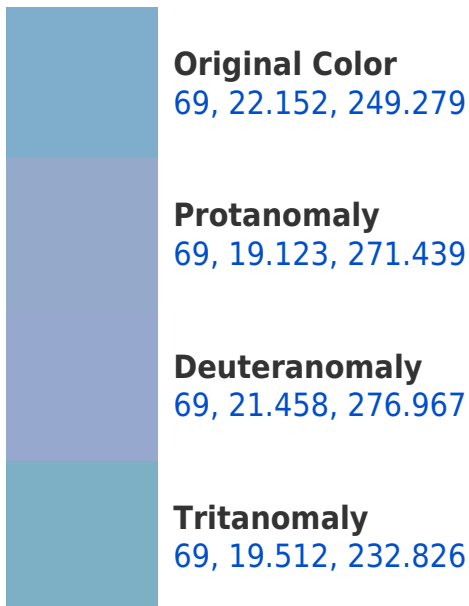 Original Color
69, 22.152, 249.279
Protanomaly
69, 19.123, 271.439
Deuteranomaly
69, 21.458, 276.967
Tritanomaly
69, 19.512, 232.826